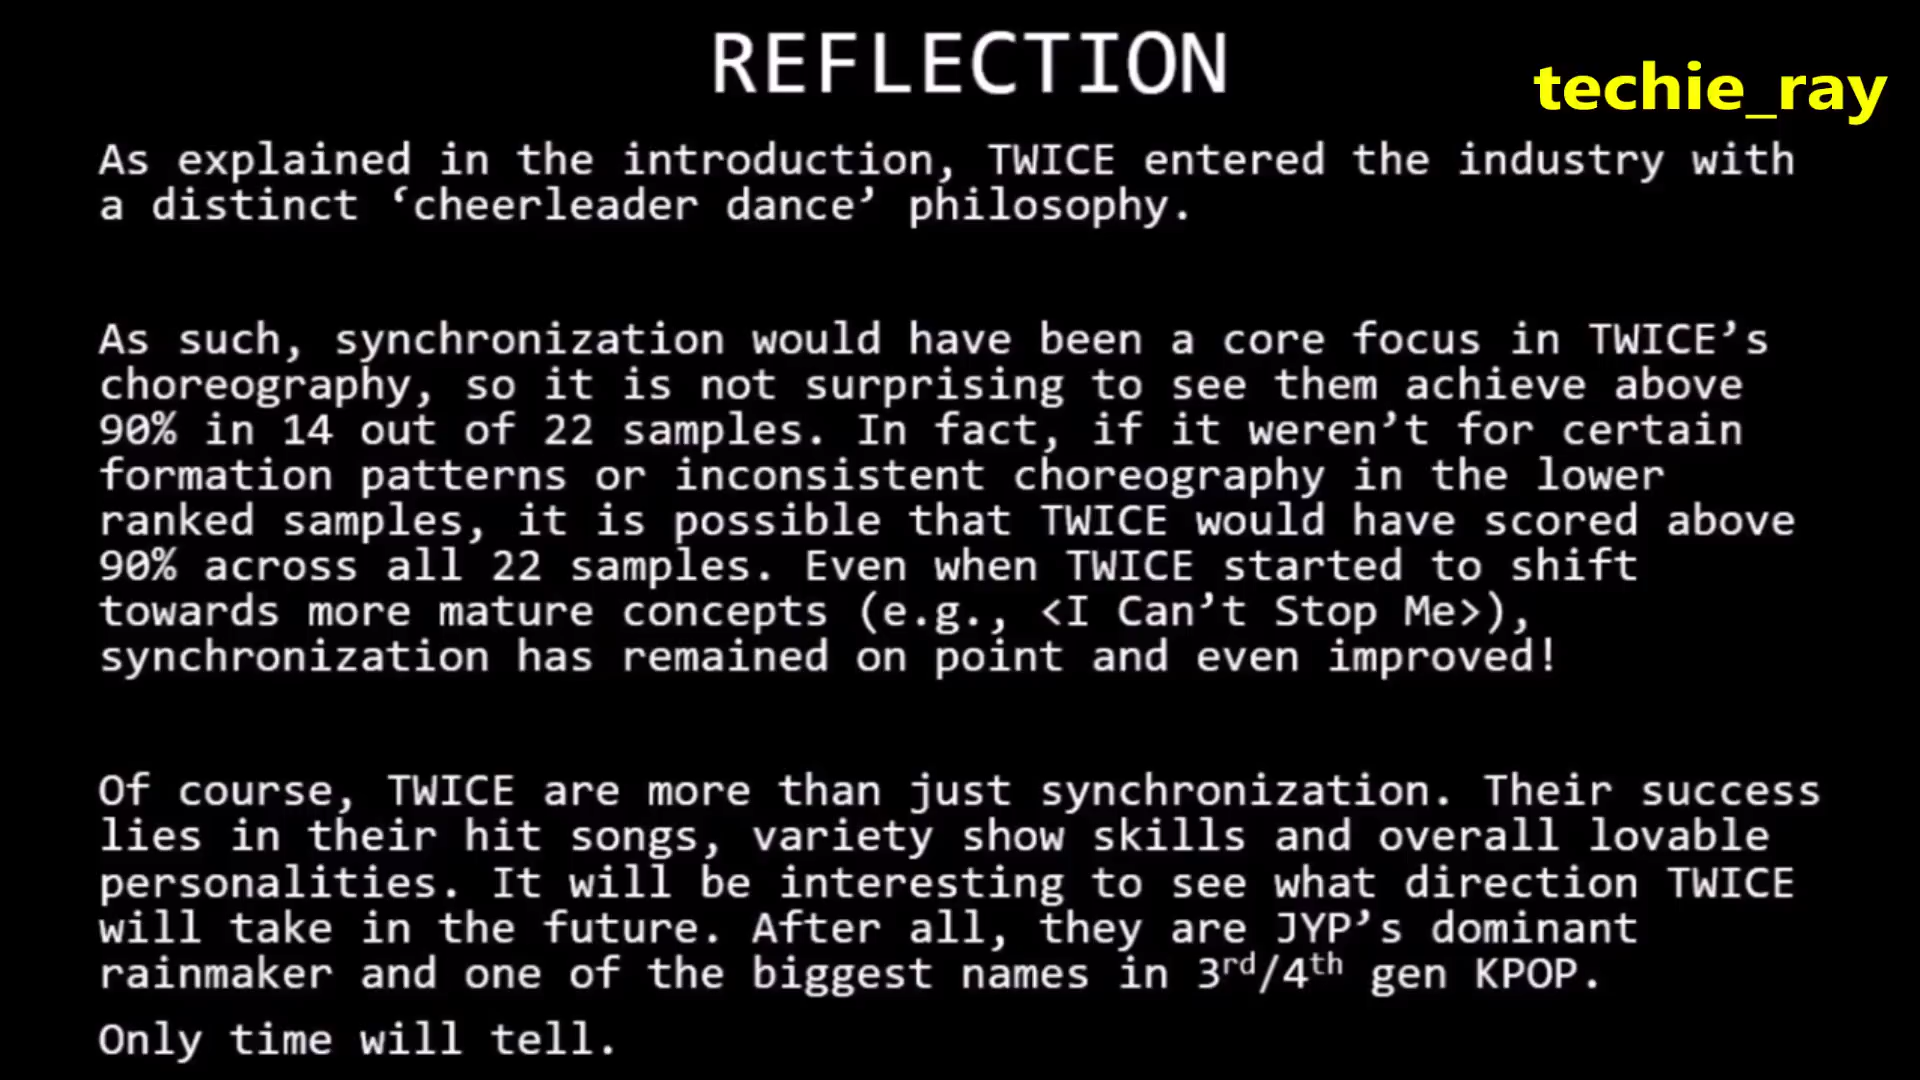 REFLECTION
techie_ray
As explained in the introduction, TWICE entered the industry with
a distinct ‘cheerleader dance’ philosophy.
As such, synchronization would have been a core focus in TWICE’s
choreography, so it is not surprising to see them achieve above
90% in 14 out of 22 samples. In fact, if it weren’t for certain
formation patterns or inconsistent choreography in the lower
ranked samples, it is possible that TWICE would have scored above
90% across all 22 samples. Even when TWICE started to shift
towards more mature concepts (e.g., <I Can’t Stop Me>),
synchronization has remained on point and even improved!
Of course, TWICE are more than just synchronization. Their success
lies in their hit songs, variety show skills and overall lovable
personalities. It will be interesting to see what direction TWICE
will take in the future. After all, they are JYP’s dominant
rainmaker and one of the biggest names in 3rd/4th gen KPOP.
Only time will tell.